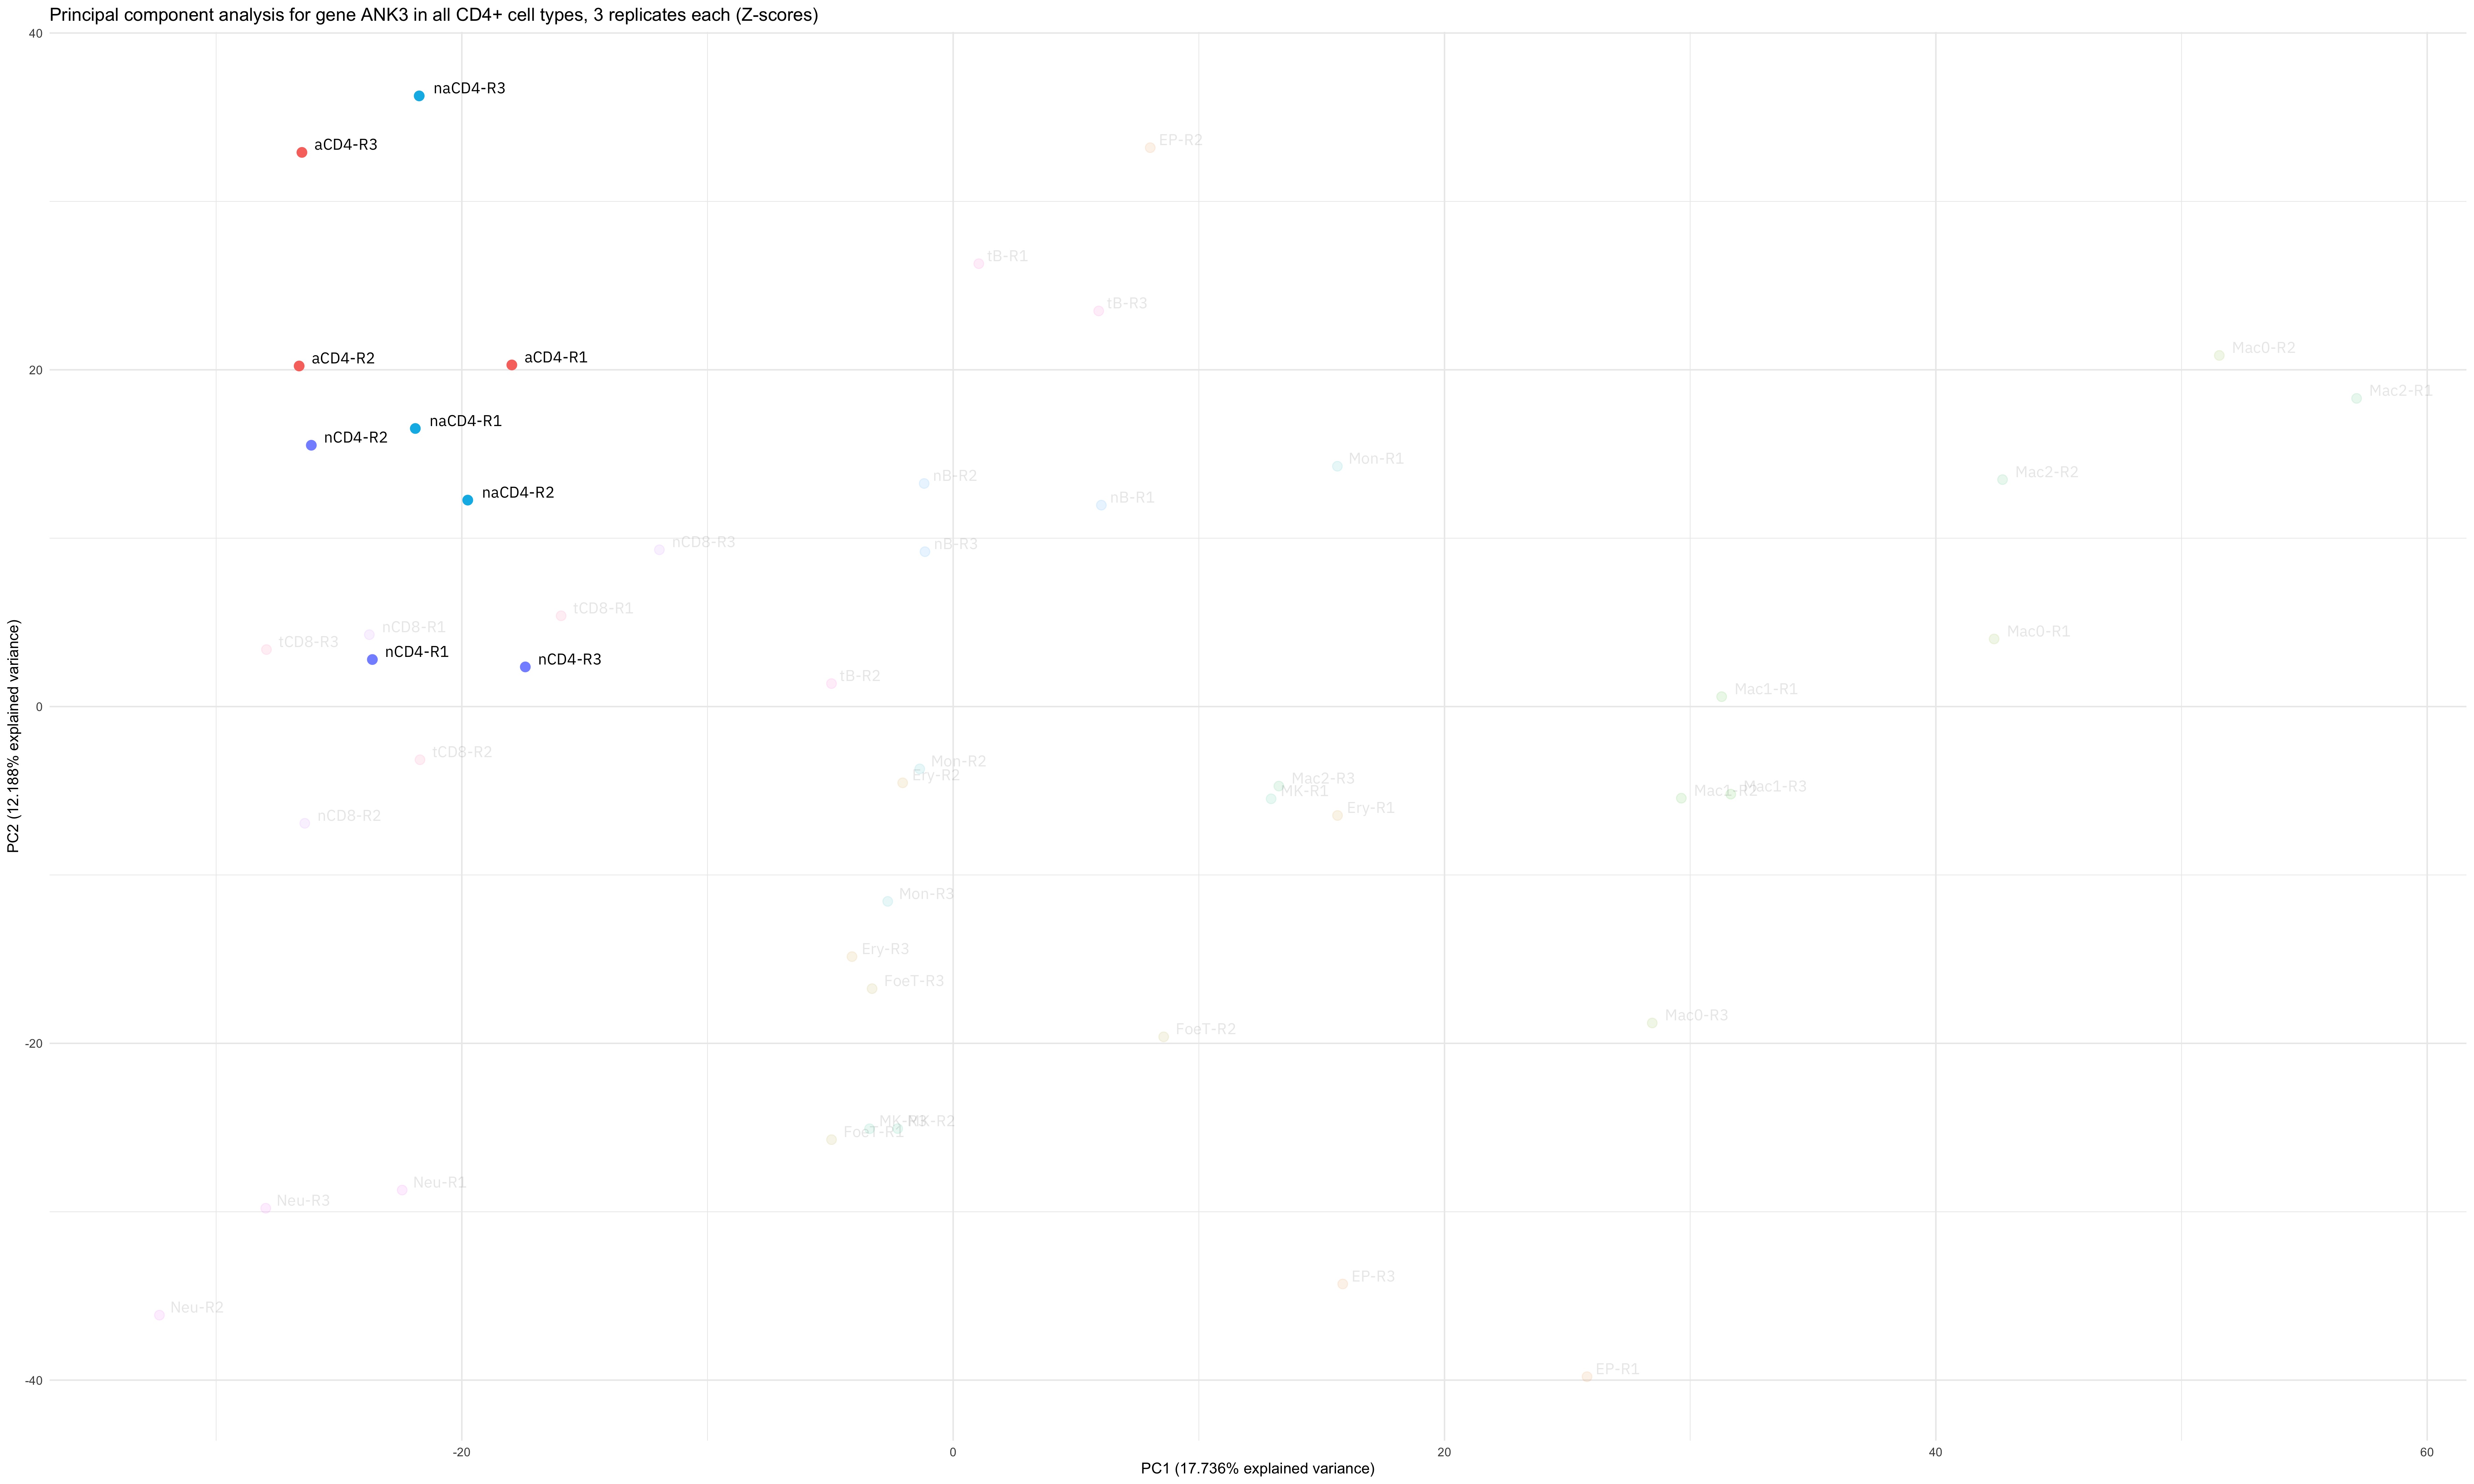 Principal component analysis for gene ANK3 in all CD4+ cell types, 3 replicates each (Z-scores)
40
naCD4-R3
EP-R2
aCD4-R3
tB-R1
tB-R3
Mac0-R2
aCD4-R2
aCD4-R1
20
Mac2-R1
naCD4-R1
nCD4-R2
Mon-R1
Mac2-R2
nB-R2
naCD4-R2
nB-R1
nCD8-R3
nB-R3
tCD8-R1
nCD8-R1
Mac0-R1
tCD8-R3
nCD4-R1
nCD4-R3
tB-R2
Mac1-R1
0
PC2 (12.188% explained variance)
tCD8-R2
Mon-R2
Ery-R2
Mac2-R3
MK-R1
Mac1-R2
Mac1-R3
Ery-R1
nCD8-R2
Mon-R3
Ery-R3
FoeT-R3
Mac0-R3
FoeT-R2
-20
MK-R3
MK-R2
FoeT-R1
Neu-R1
Neu-R3
EP-R3
Neu-R2
EP-R1
-40
-20
0
20
40
60
PC1 (17.736% explained variance)